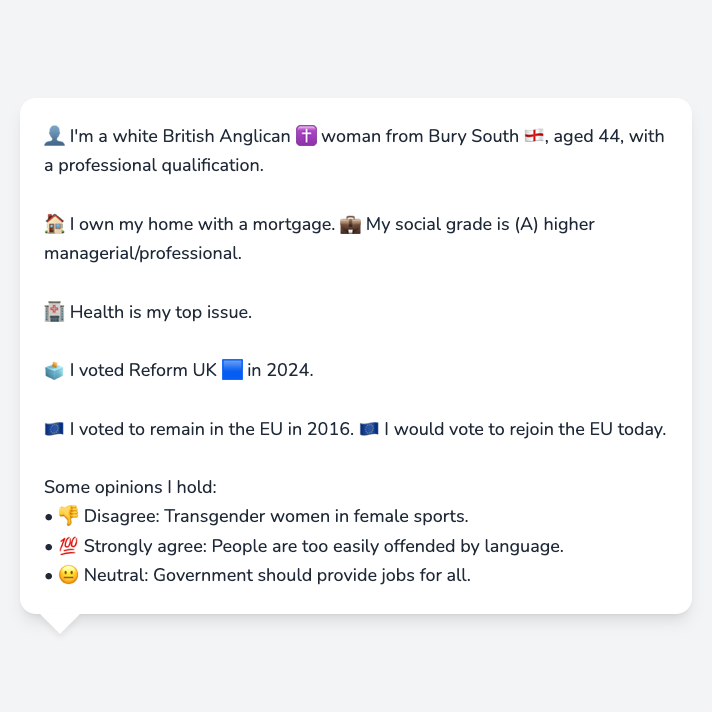 👤 I'm a white British Anglican ✝️ woman from Bury South 🏴󠁧󠁢󠁥󠁮󠁧󠁿, aged 44, with
a professional qualification.
🏠 I own my home with a mortgage. 💼 My social grade is (A) higher
managerial/professional.
🏥 Health is my top issue.
🗳️ I voted Reform UK 🟦 in 2024.
🇪🇺 I voted to remain in the EU in 2016. 🇪🇺 I would vote to rejoin the EU today.
Some opinions I hold:
• 👎 Disagree: Transgender women in female sports.
• 💯 Strongly agree: People are too easily offended by language.
• 😐 Neutral: Government should provide jobs for all.